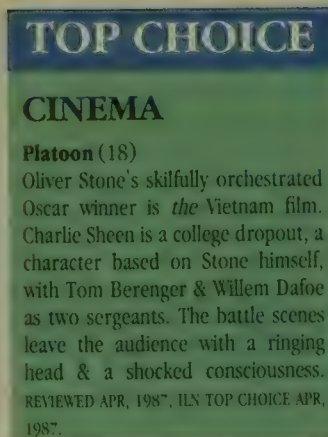 TOP CHOICE
CINEMA
Platoon (18)
Oliver Stone's skilfully orchestrated
Oscar winner is the Vietnam film.
Charlie Sheen is a college dropout, a
character based on Stone himself,
with Tom Berenger & Willem Dafoe
as two sergeants. The battle scenes
leave the audience with a ringing
head & a shocked consciousness.
REVIEWED APR, 1987, ILN TOP CHOICE APR,
1987.